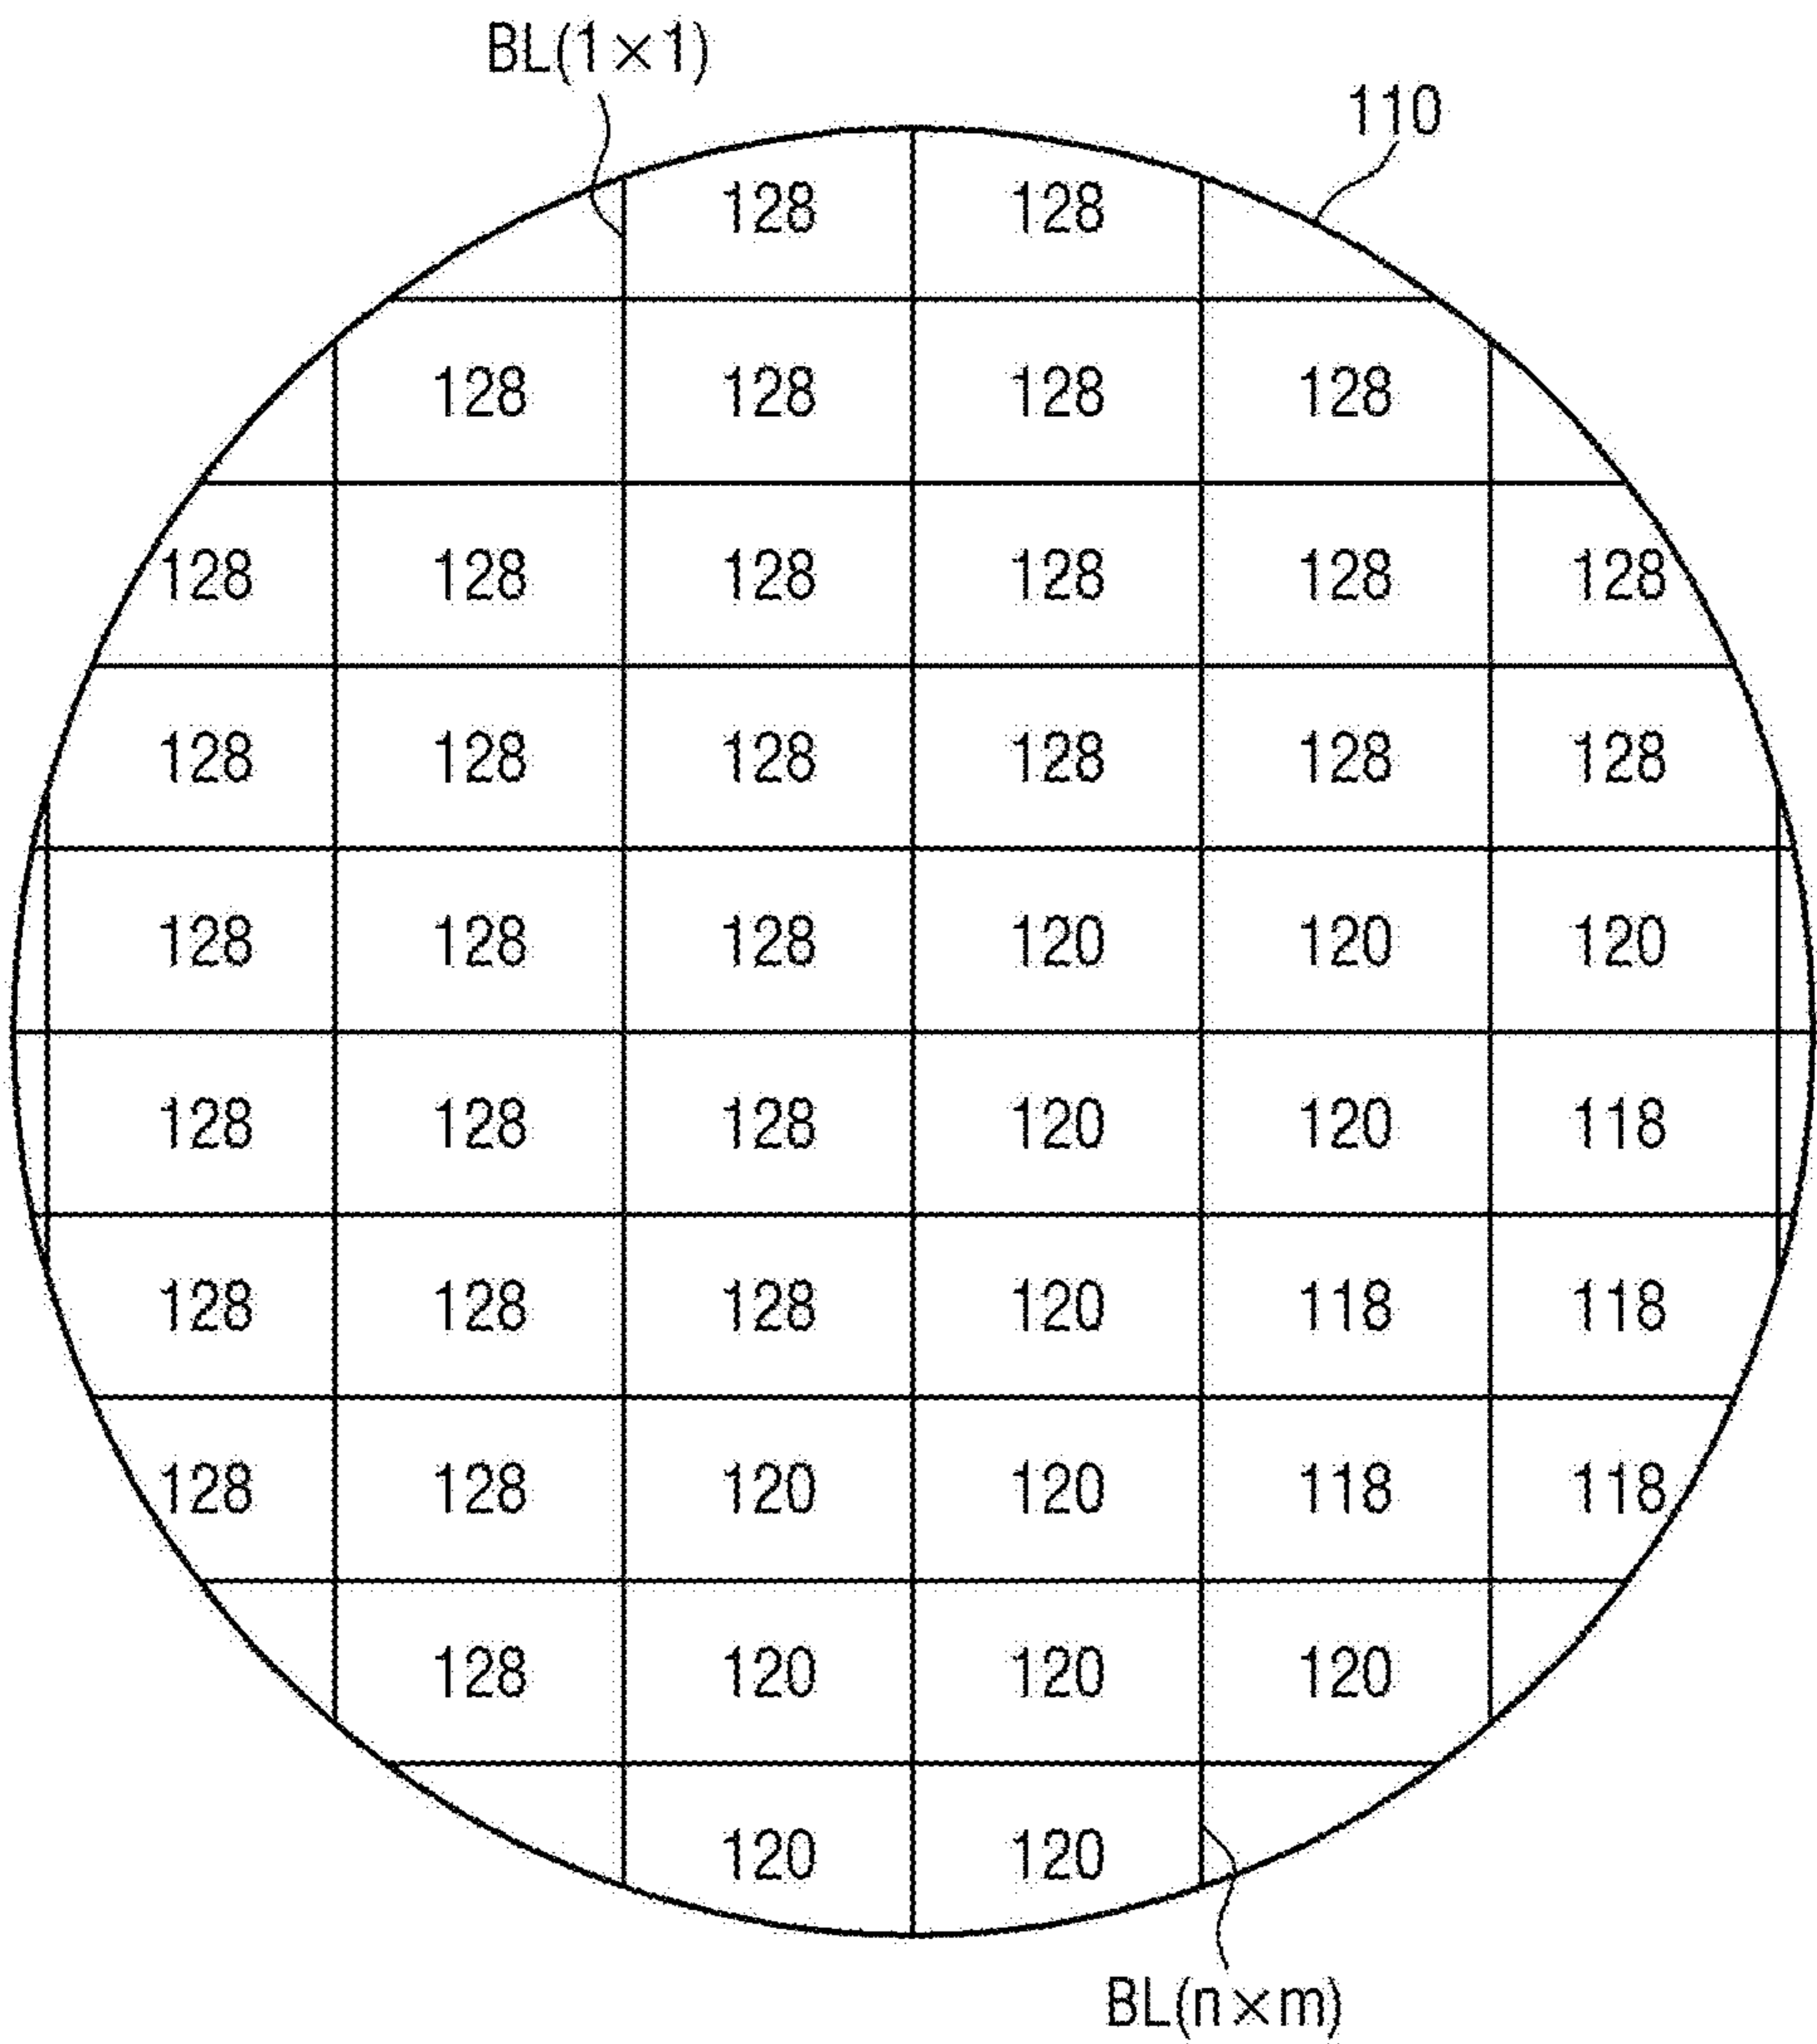 BL(1×1)
110
128 128
128 128 128 128
128 128 128 128 128 128
128 128 128 128 128 128
128 128 128 120 120 120
128 128 128 120 120 118
128 128 128 120 118 118
128 128 120 120 118 118
128 120 120 120
120 120
BL(n×m)